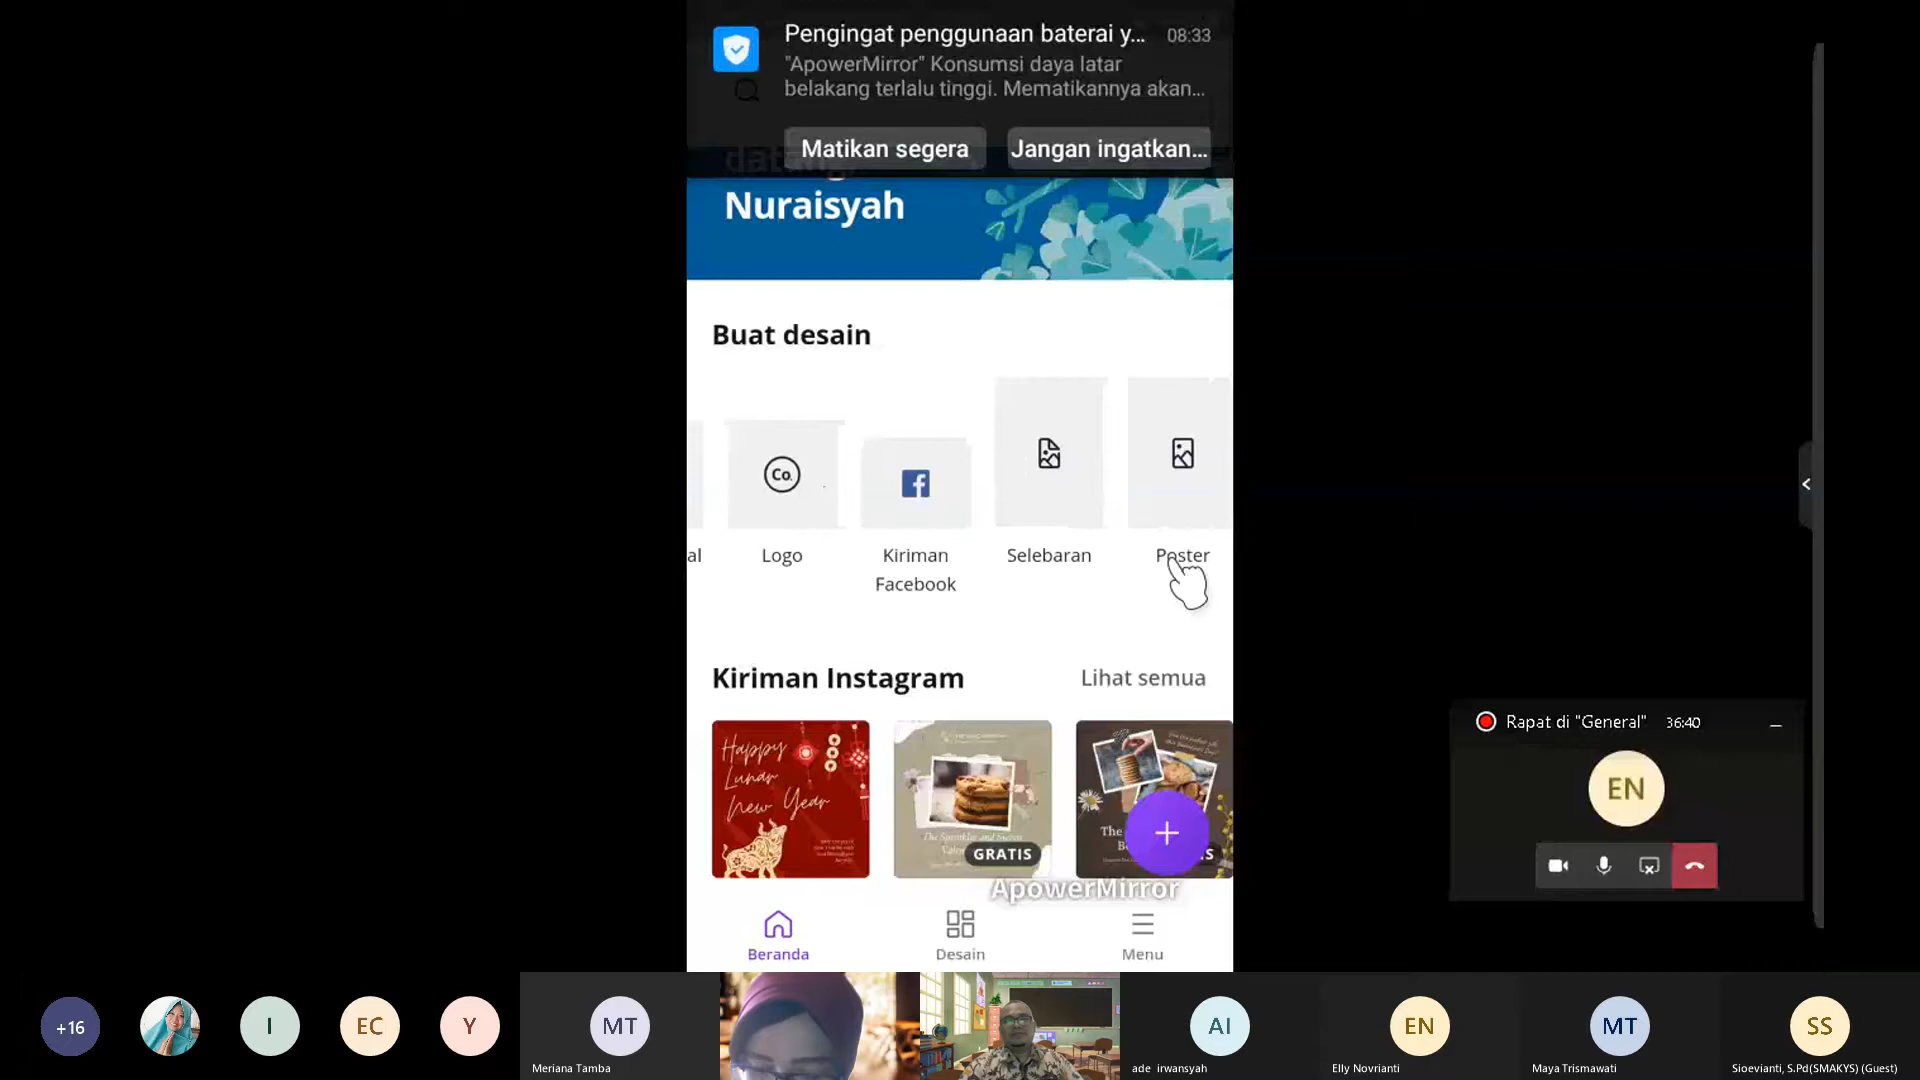 Pengingat penggunaan baterai y... 08:33
"ApowerMirror" Konsumsi daya latar
belakang terlalu tinggi. Mematikannya akan...
Matikan segera Jangan ingatkan...
Nuraisyah
Buat desain
Co.
al Logo Kiriman Facebook Selebaran Poster
Kiriman Instagram Lihat semua
Happy
Lunar
New Year
GRATIS
The
S
ApowerMirror
Beranda Desain Menu
Rapat di "General" 36:40
EN
+16 I EC Y MT AI EN MT SS
Meriana Tamba ade irwansyah Elly Novrianti Maya Trismawati Sioevianti, S.Pd(SMAKYS) (Guest)